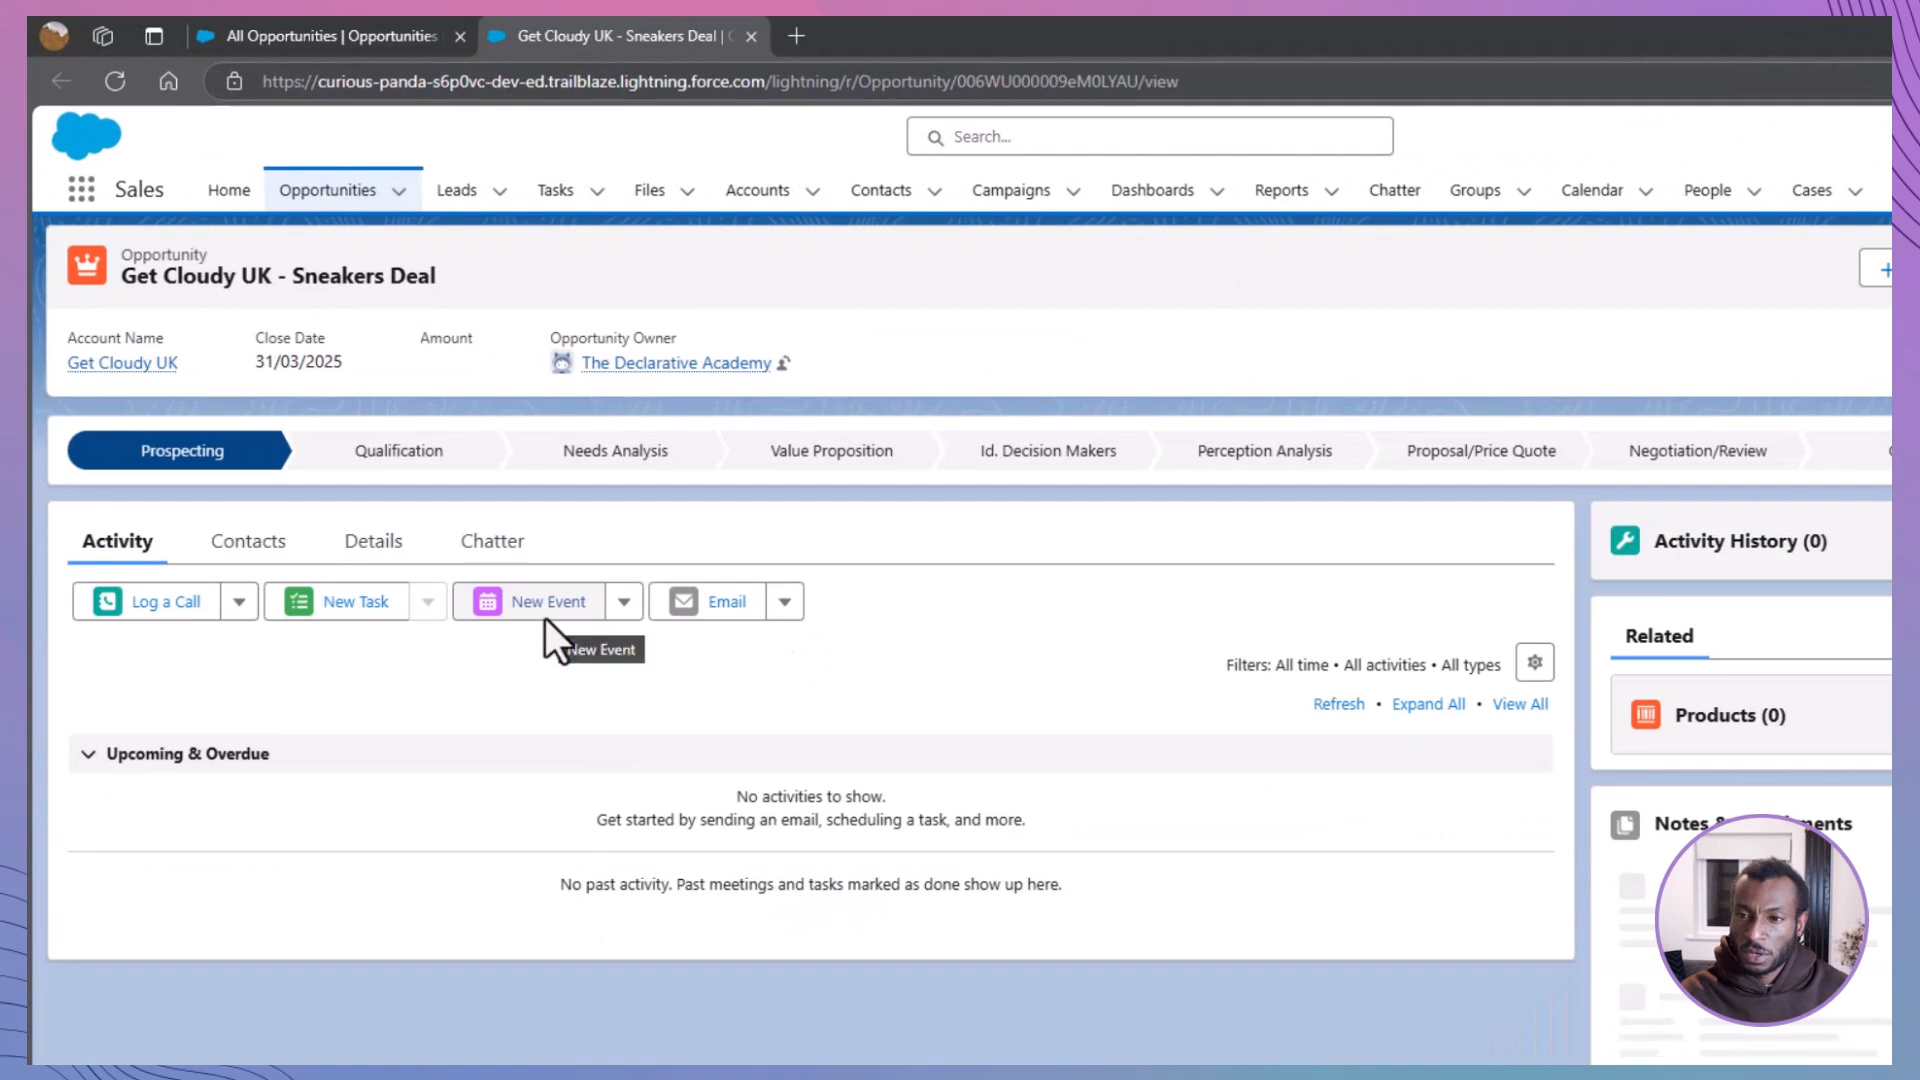 All Opportunities | Opportunities
Get Cloudy UK - Sneakers Deal |
https://curious-panda-s6p0vc-dev-ed.trailblaze.lightning.force.com/lightning/r/Opportunity/006WU000009eM0LYAU/view
Search...
Sales Home Opportunities Leads Tasks Files Accounts Contacts Campaigns Dashboards Reports Chatter Groups Calendar People Cases
Opportunity
Get Cloudy UK - Sneakers Deal
Account Name Close Date Amount Opportunity Owner
Get Cloudy UK 31/03/2025 The Declarative Academy
Prospecting Qualification Needs Analysis Value Proposition Id. Decision Makers Perception Analysis Proposal/Price Quote Negotiation/Review
Activity Contacts Details Chatter
Activity History (0)
Log a Call New Task New Event Email
New Event
Related
Filters: All time • All activities • All types
Refresh • Expand All • View All
Products (0)
Upcoming & Overdue
No activities to show.
Get started by sending an email, scheduling a task, and more.
Notes
No past activity. Past meetings and tasks marked as done show up here.